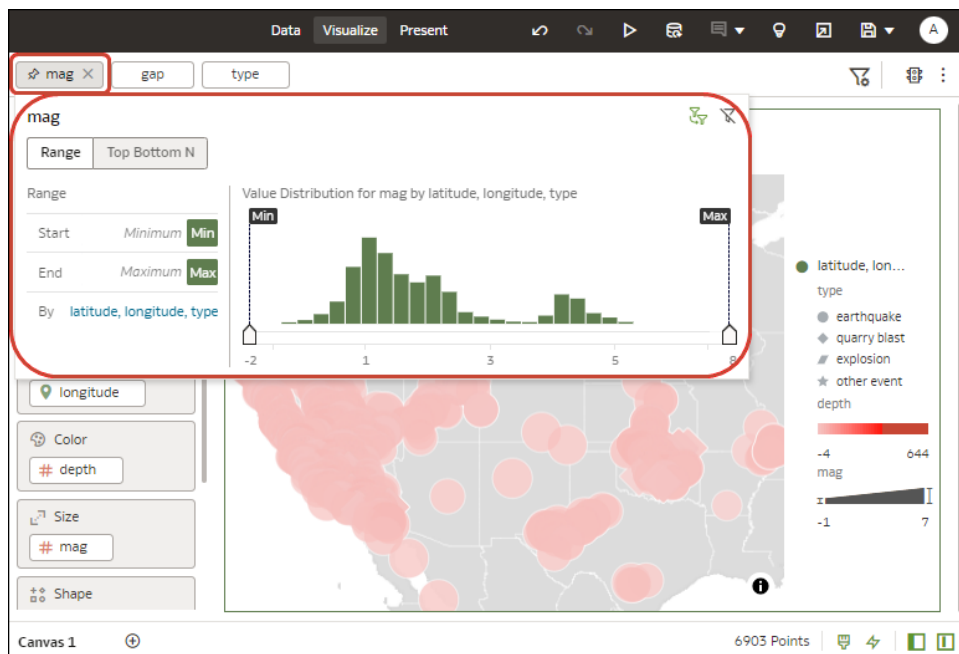 Data Visualize Present A
mag gap type
mag
Range Top Bottom N
Range
Value Distribution for mag by latitude, longitude, type
Min Max
Start Minimum Min
End Maximum Max
By latitude, longitude, type
-2 1 3 5 8
latitude, lon...
type
earthquake
quarry blast
explosion
other event
depth
-4 644
mag
-1 7
longitude
Color
# depth
Size
# mag
Shape
Canvas 1 6903 Points